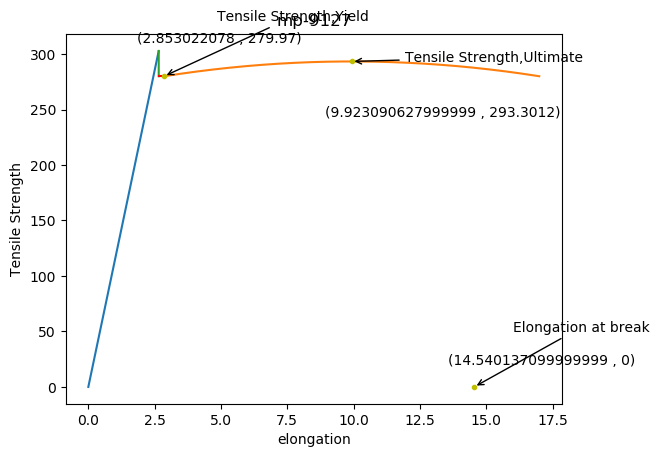 Tensile Strength,Yield
mp-9127
(2.853022078 , 279.97)
300
Tensile Strength,Ultimate
250
(9.923090627999999 , 293.3012)
200
Tensile Strength
150
100
50
Elongation at break
(14.540137099999999 , 0)
0
0.0 2.5 5.0 7.5 10.0 12.5 15.0 17.5
elongation